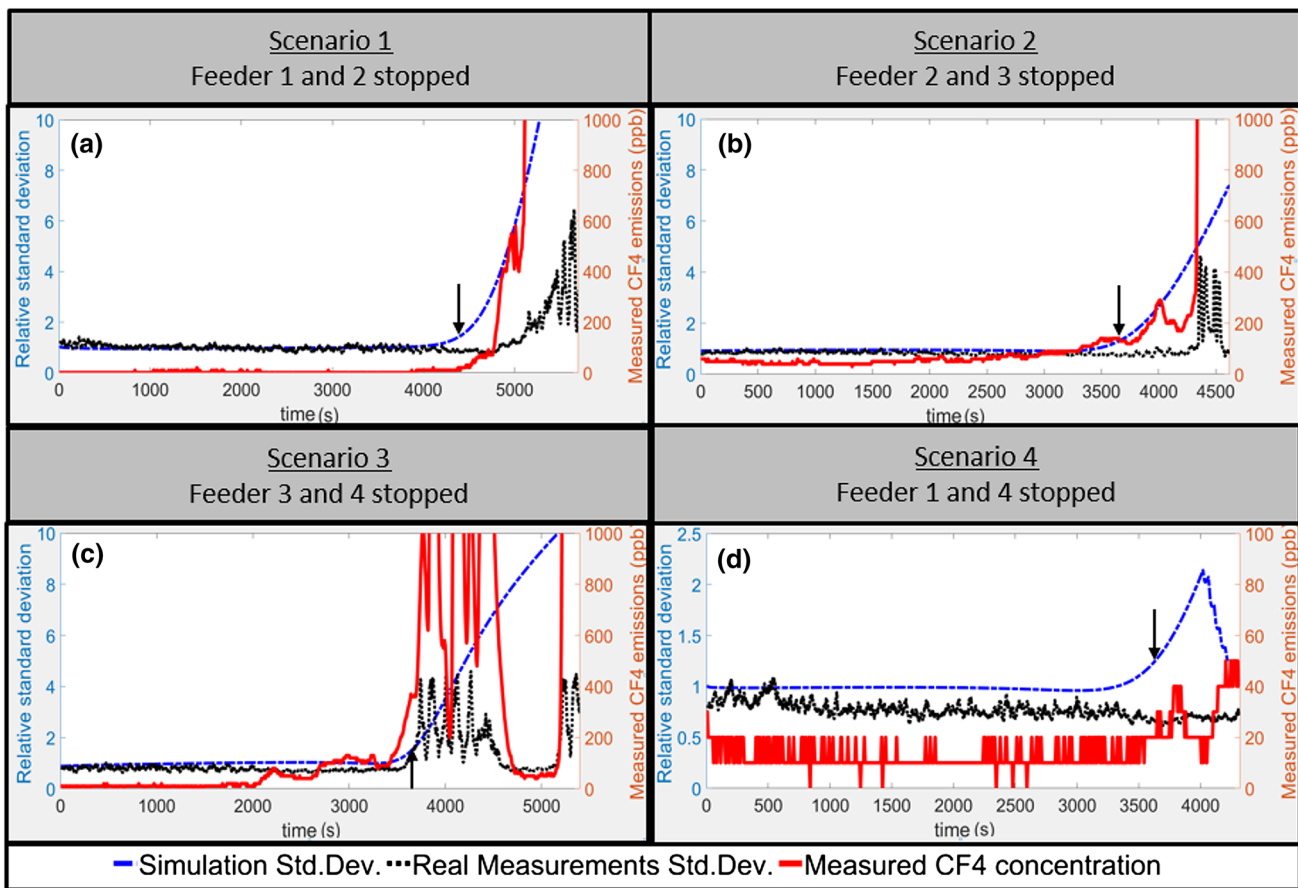 Scenario 1
Feeder 1 and 2 stopped
Scenario 2
Feeder 2 and 3 stopped
(a)
Relative standard deviation
10
8
6
4
2
0
1000
800
600
400
200
0
Measured CF4 emissions (ppb)
0 1000 2000 3000 4000 5000
time (s)
(b)
Relative standard deviation
10
8
6
4
2
0
1000
800
600
400
200
0
Measured CF4 emissions (ppb)
0 500 1000 1500 2000 2500 3000 3500 4000 4500
time (s)
Scenario 3
Feeder 3 and 4 stopped
Scenario 4
Feeder 1 and 4 stopped
(c)
Relative standard deviation
10
8
6
4
2
0
1000
800
600
400
200
0
Measured CF4 emissions (ppb)
0 1000 2000 3000 4000 5000
time (s)
(d)
Relative standard deviation
2.5
2
1.5
1
0.5
0
100
80
60
40
20
0
Measured CF4 emissions (ppb)
0 500 1000 1500 2000 2500 3000 3500 4000
time (s)
Simulation Std.Dev. Real Measurements Std.Dev. Measured CF4 concentration